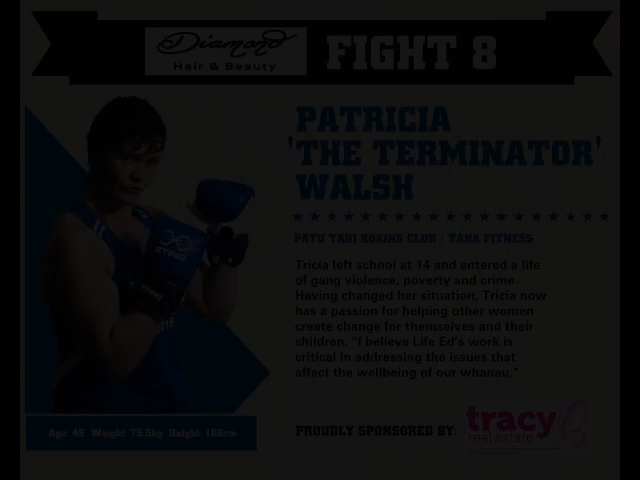 Diamond
Hair & Beauty
FIGHT 8
PATRICIA
'THE TERMINATOR'
WALSH
PATU TAHI BOXING CLUB / TARA FITNESS
Tricia left school at 14 and entered a life
of gang violence, poverty and crime.
Having changed her situation, Tricia now
has a passion for helping other women
create change for themselves and their
children. "I believe Life Ed's work is
critical in addressing the issues that
affect the wellbeing of our whanau."
Age: 49 Weight: 75.5kg Height: 166cm
PROUDLY SPONSORED BY:
tracy
real estate